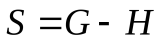 S = G - H